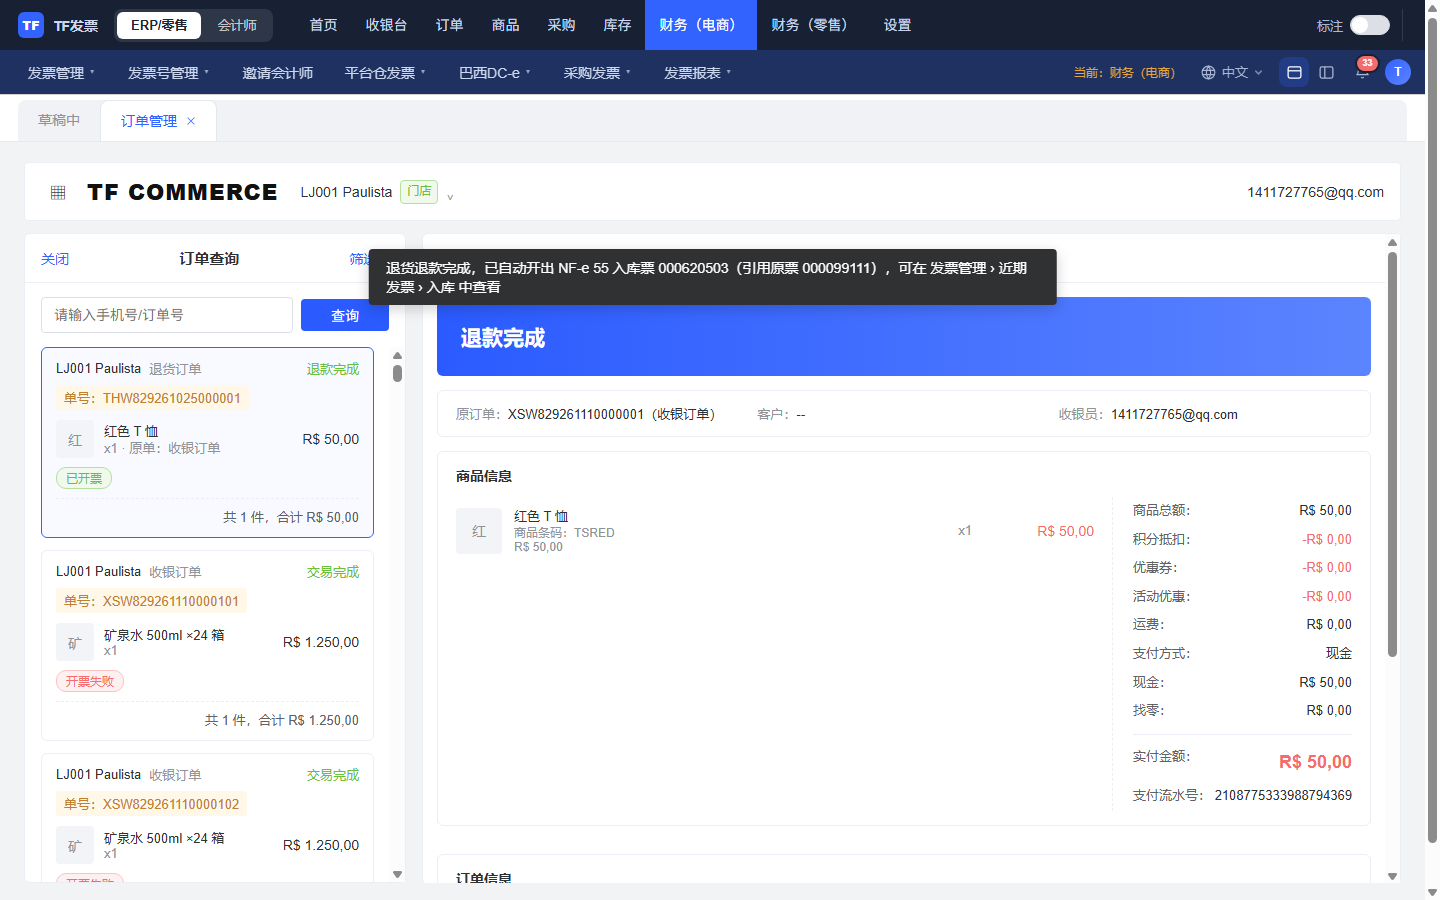 TF TF发票 ERP/零售 会计师 首页 收银台 订单 商品 采购 库存 财务（电商） 财务（零售） 设置 标注
发票管理 发票号管理 邀请会计师 平台仓发票 巴西DC-e 采购发票 发票报表 当前：财务（电商） 中文 33 T
草稿中 订单管理 ×
TF COMMERCE LJ001 Paulista 门店 1411727765@qq.com
关闭 订单查询
退货退款完成，已自动开出 NF-e 55 入库票 000620503（引用原票 000099111），可在 发票管理 › 近期
发票 › 入库 中查看
请输入手机号/订单号 查询
退款完成
LJ001 Paulista 退货订单 退款完成
单号：THW829261025000001
红 红色 T 恤 R$ 50,00
x1 · 原单：收银订单
已开票
共 1 件，合计 R$ 50,00
LJ001 Paulista 收银订单 交易完成
单号：XSW829261110000101
矿 矿泉水 500ml ×24 箱 R$ 1.250,00
x1
开票失败
共 1 件，合计 R$ 1.250,00
LJ001 Paulista 收银订单 交易完成
单号：XSW829261110000102
矿 矿泉水 500ml ×24 箱 R$ 1.250,00
x1
开票失败
原订单：XSW829261110000001（收银订单） 客户：-- 收银员：1411727765@qq.com
商品信息
红 红色 T 恤 x1 R$ 50,00
商品条码：TSRED
R$ 50,00
商品总额： R$ 50,00
积分抵扣： -R$ 0,00
优惠券： -R$ 0,00
活动优惠： -R$ 0,00
运费： R$ 0,00
支付方式： 现金
现金： R$ 50,00
找零： R$ 0,00
实付金额： R$ 50,00
支付流水号： 2108775333988794369
订单信息